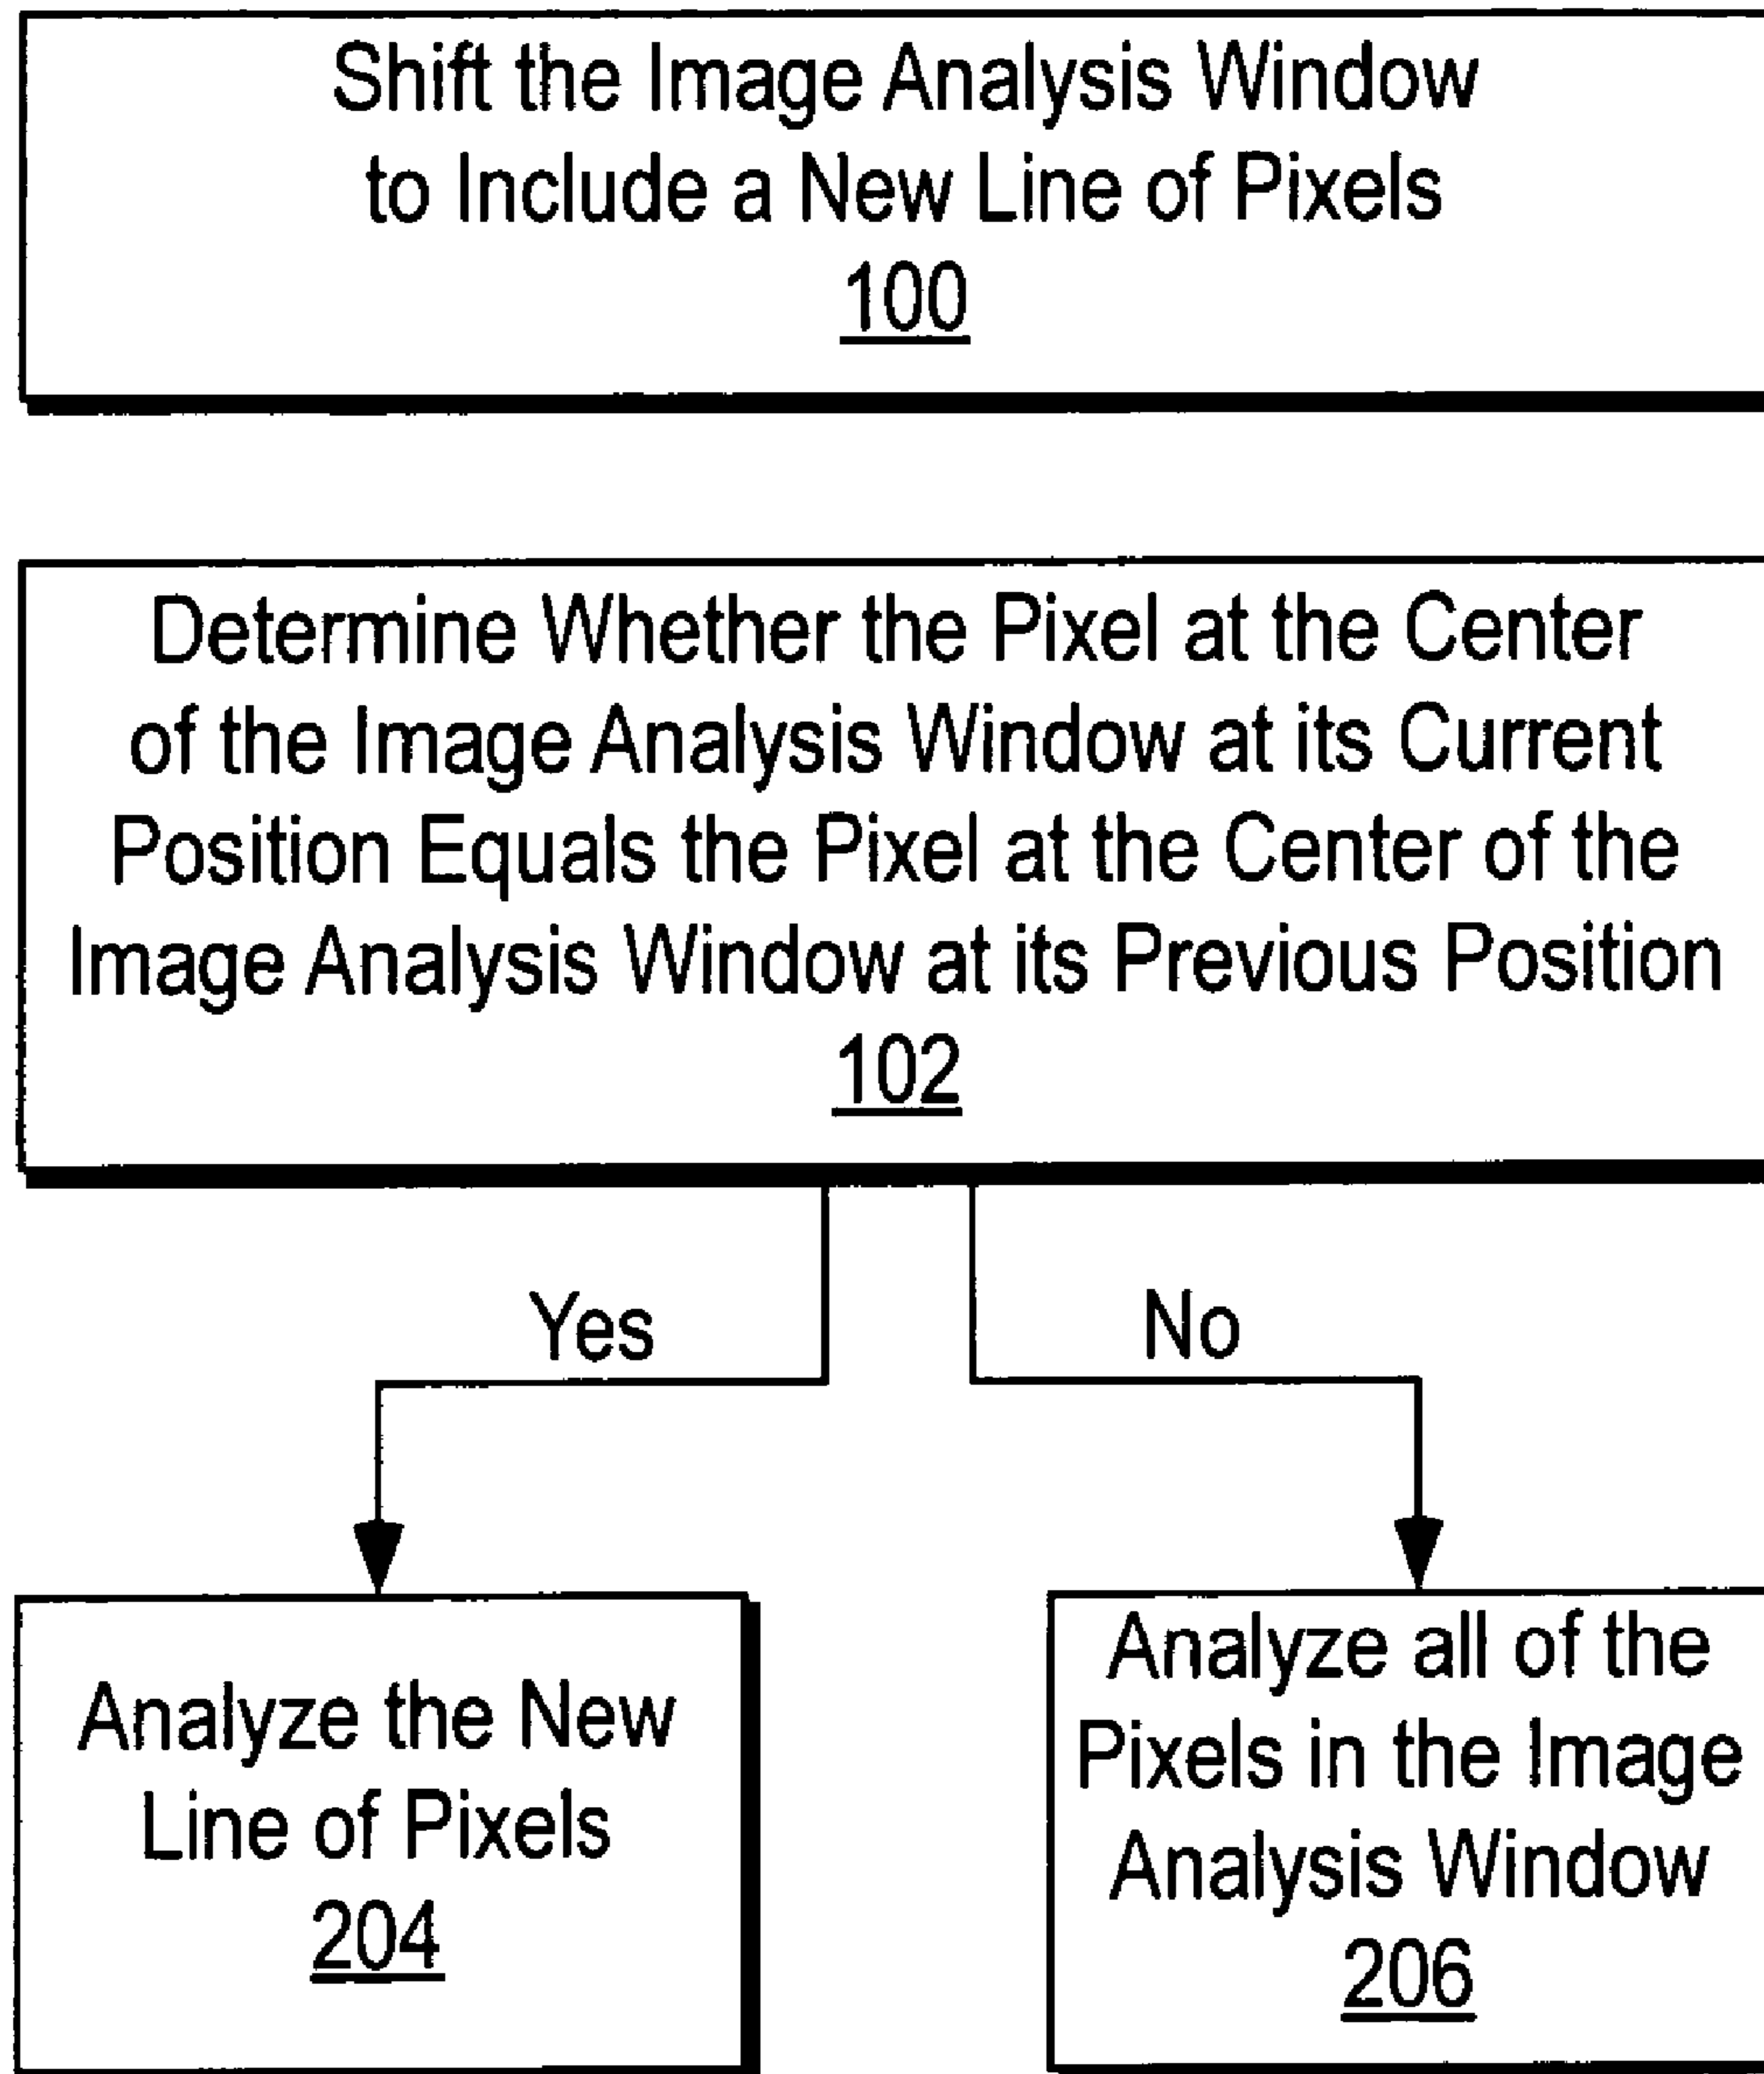 Shift the Image Analysis Window
to Include a New Line of Pixels
100
Determine Whether the Pixel at the Center
of the Image Analysis Window at its Current
Position Equals the Pixel at the Center of the
Image Analysis Window at its Previous Position
102
Yes
No
Analyze the New
Line of Pixels
204
Analyze all of the
Pixels in the Image
Analysis Window
206